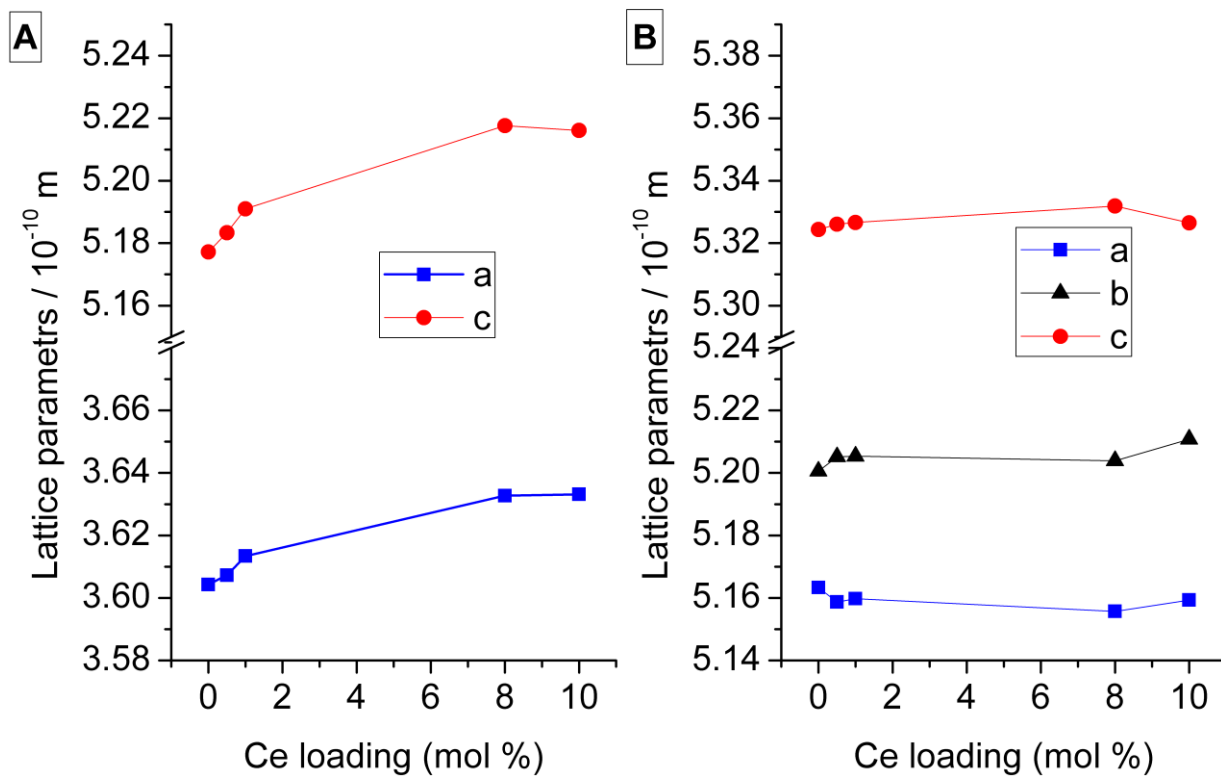 A
Lattice parametrs / 10⁻¹⁰ m
5.24
5.22
5.20
5.18
5.16
3.66
3.64
3.62
3.60
3.58
a
c
0 2 4 6 8 10
Ce loading (mol %)
B
Lattice parametrs / 10⁻¹⁰ m
5.38
5.36
5.34
5.32
5.30
5.24
5.22
5.20
5.18
5.16
5.14
a
b
c
0 2 4 6 8 10
Ce loading (mol %)